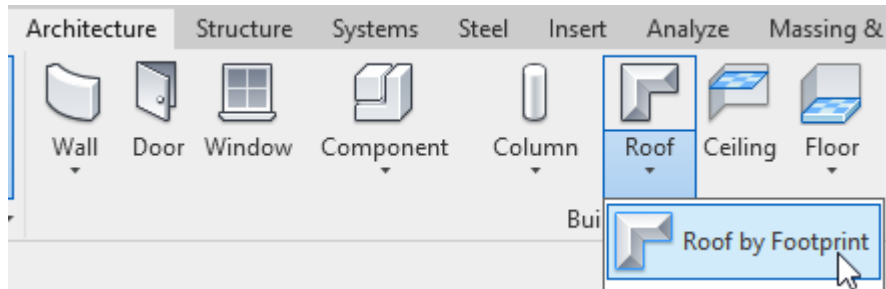 Architecture Structure Systems Steel Insert Analyze Massing &
Wall Door Window Component Column Roof Ceiling Floor
Bui
Roof by Footprint